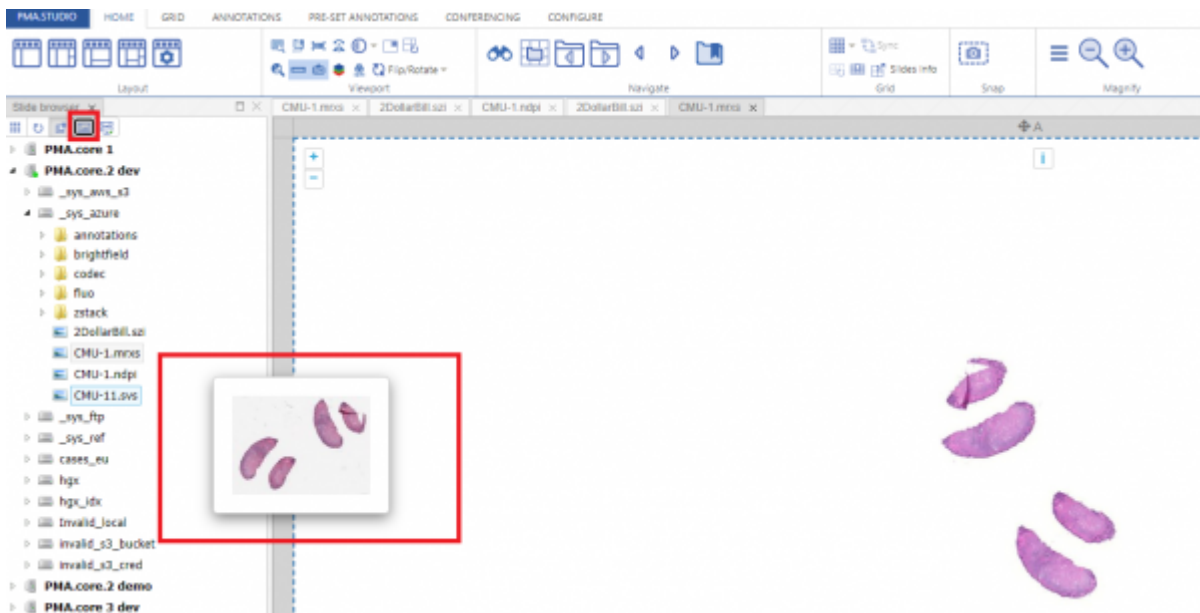 PMA.STUDIO HOME GRID ANNOTATIONS PRE-SET ANNOTATIONS CONFERENCING CONFIGURE
Sync
Flip/Rotate Slides info
Layout Viewport Navigate Grid Snap Magnify
Slide browser x CMU-1.mrxs x 2DollarBill.szi x CMU-1.ndpi x 2DollarBill.szi x CMU-1.mrxs x
A
PMA.core 1
+ i
PMA.core.2 dev
−
_sys_aws_s3
_sys_azure
annotations
brightfield
codec
fluo
zstack
2DollarBill.szi
CMU-1.mrxs
CMU-1.ndpi
CMU-11.svs
_sys_ftp
_sys_ref
cases_eu
hgx
hgx_idx
Invalid_local
invalid_s3_bucket
invalid_s3_cred
PMA.core.2 demo
PMA.core 3 dev